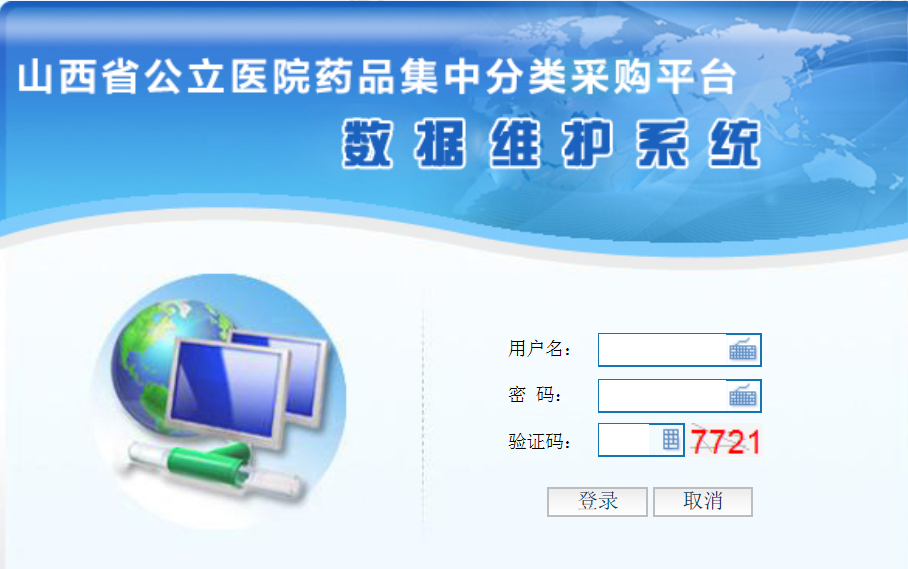 山西省公立医院药品集中分类采购平台
数据维护系统
用户名：
密 码：
验证码： 7721
登录 取消